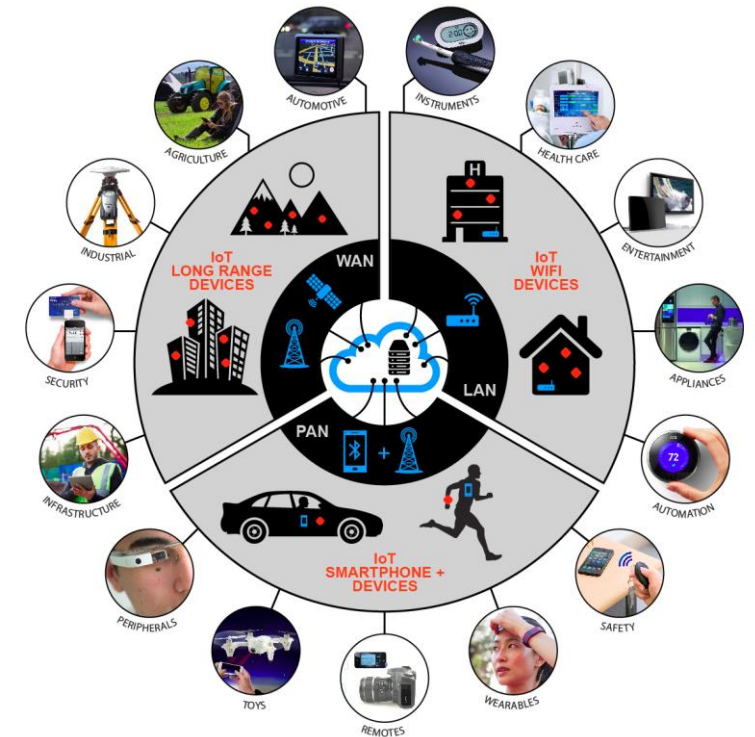 AUTOMOTIVE
INSTRUMENTS
AGRICULTURE
HEALTH CARE
H
INDUSTRIAL
ENTERTAINMENT
IoT
LONG RANGE
DEVICES
WAN
IoT
WIFI
DEVICES
SECURITY
APPLIANCES
LAN
PAN
+
72
INFRASTRUCTURE
AUTOMATION
IoT
SMARTPHONE +
DEVICES
PERIPHERALS
SAFETY
TOYS
WEARABLES
REMOTES